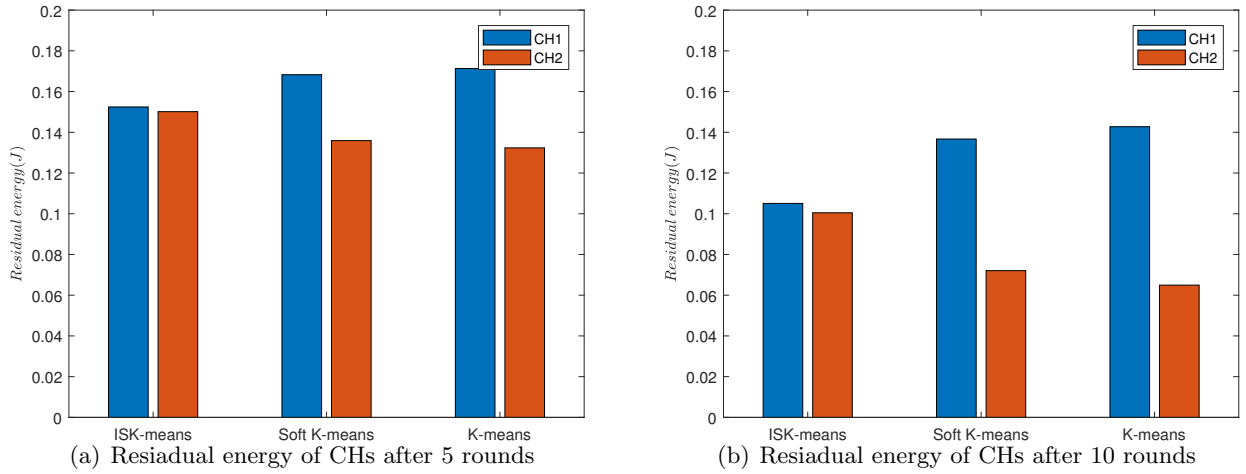 0.2
0.18
0.16
0.14
0.12
0.1
0.08
0.06
0.04
0.02
0
Residual energy(J)
CH1
CH2
ISK-means Soft K-means K-means
(a) Resiadual energy of CHs after 5 rounds
0.2
0.18
0.16
0.14
0.12
0.1
0.08
0.06
0.04
0.02
0
Residual energy(J)
CH1
CH2
ISK-means Soft K-means K-means
(b) Residual energy of CHs after 10 rounds